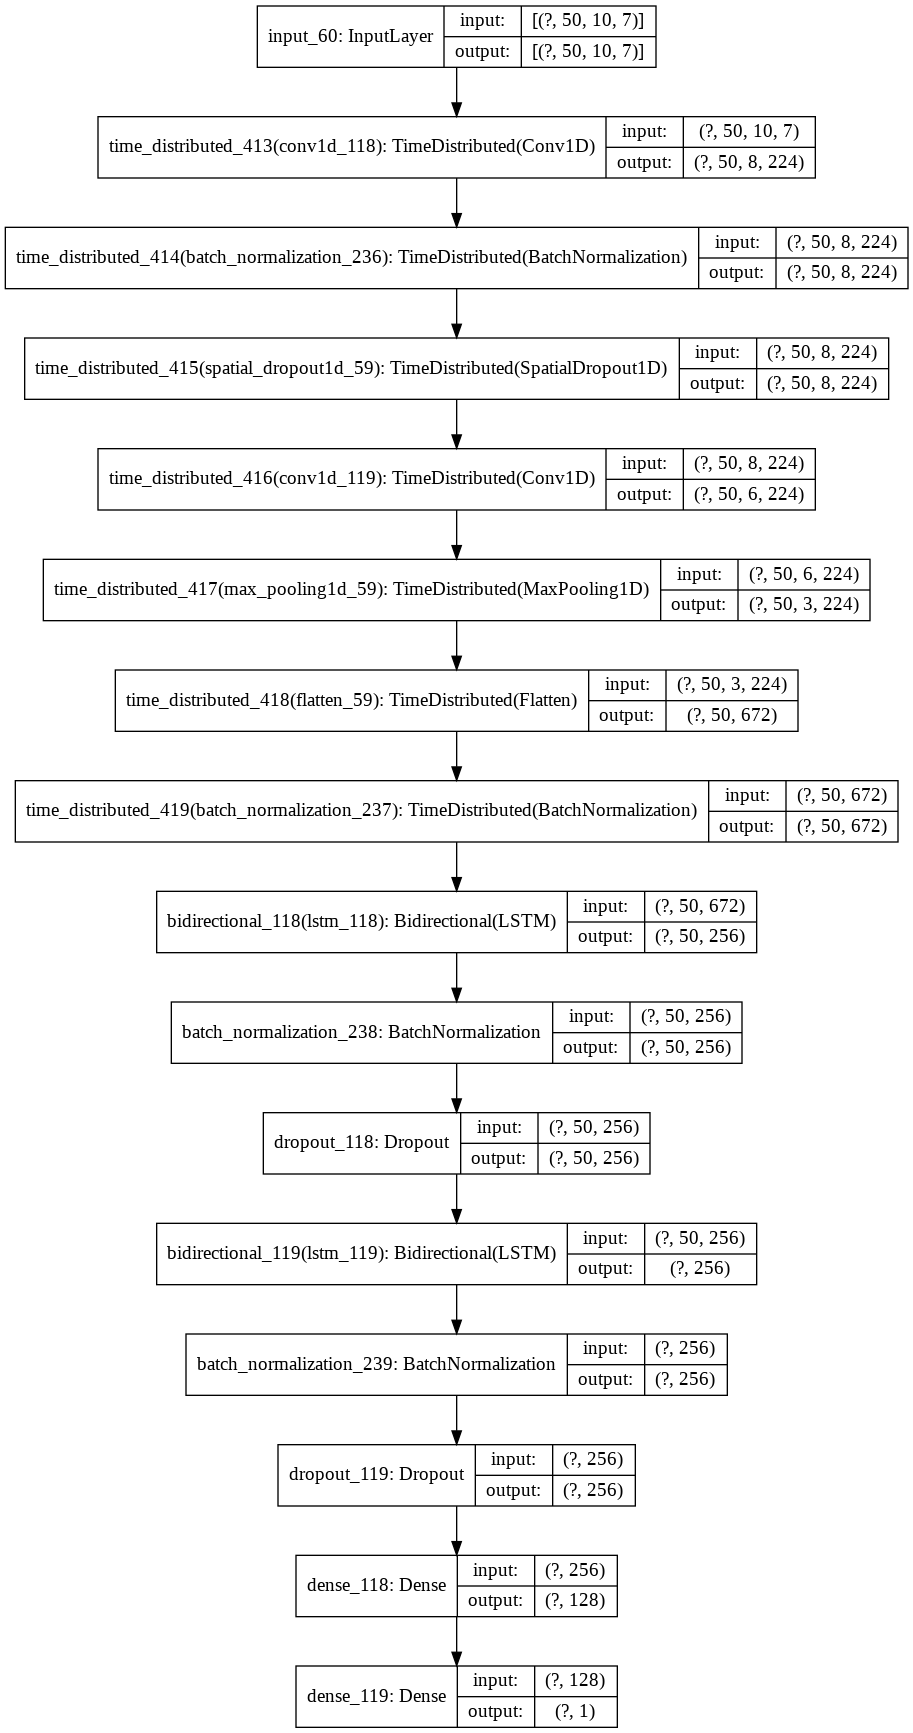 input_60: InputLayer
input: [(?, 50, 10, 7)]
output: [(?, 50, 10, 7)]
time_distributed_413(conv1d_118): TimeDistributed(Conv1D)
input: (?, 50, 10, 7)
output: (?, 50, 8, 224)
time_distributed_414(batch_normalization_236): TimeDistributed(BatchNormalization)
input: (?, 50, 8, 224)
output: (?, 50, 8, 224)
time_distributed_415(spatial_dropout1d_59): TimeDistributed(SpatialDropout1D)
input: (?, 50, 8, 224)
output: (?, 50, 8, 224)
time_distributed_416(conv1d_119): TimeDistributed(Conv1D)
input: (?, 50, 8, 224)
output: (?, 50, 6, 224)
time_distributed_417(max_pooling1d_59): TimeDistributed(MaxPooling1D)
input: (?, 50, 6, 224)
output: (?, 50, 3, 224)
time_distributed_418(flatten_59): TimeDistributed(Flatten)
input: (?, 50, 3, 224)
output: (?, 50, 672)
time_distributed_419(batch_normalization_237): TimeDistributed(BatchNormalization)
input: (?, 50, 672)
output: (?, 50, 672)
bidirectional_118(lstm_118): Bidirectional(LSTM)
input: (?, 50, 672)
output: (?, 50, 256)
batch_normalization_238: BatchNormalization
input: (?, 50, 256)
output: (?, 50, 256)
dropout_118: Dropout
input: (?, 50, 256)
output: (?, 50, 256)
bidirectional_119(lstm_119): Bidirectional(LSTM)
input: (?, 50, 256)
output: (?, 256)
batch_normalization_239: BatchNormalization
input: (?, 256)
output: (?, 256)
dropout_119: Dropout
input: (?, 256)
output: (?, 256)
dense_118: Dense
input: (?, 256)
output: (?, 128)
dense_119: Dense
input: (?, 128)
output: (?, 1)